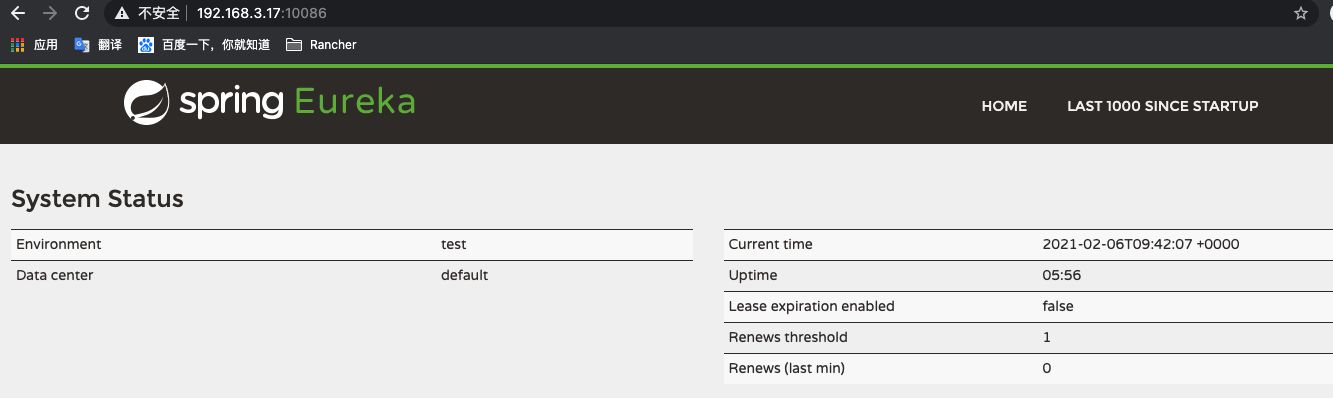 不安全 192.168.3.17:10086
应用 翻译 百度一下，你就知道 Rancher
spring Eureka HOME LAST 1000 SINCE STARTUP
System Status
Environment test
Data center default
Current time 2021-02-06T09:42:07 +0000
Uptime 05:56
Lease expiration enabled false
Renews threshold 1
Renews (last min) 0